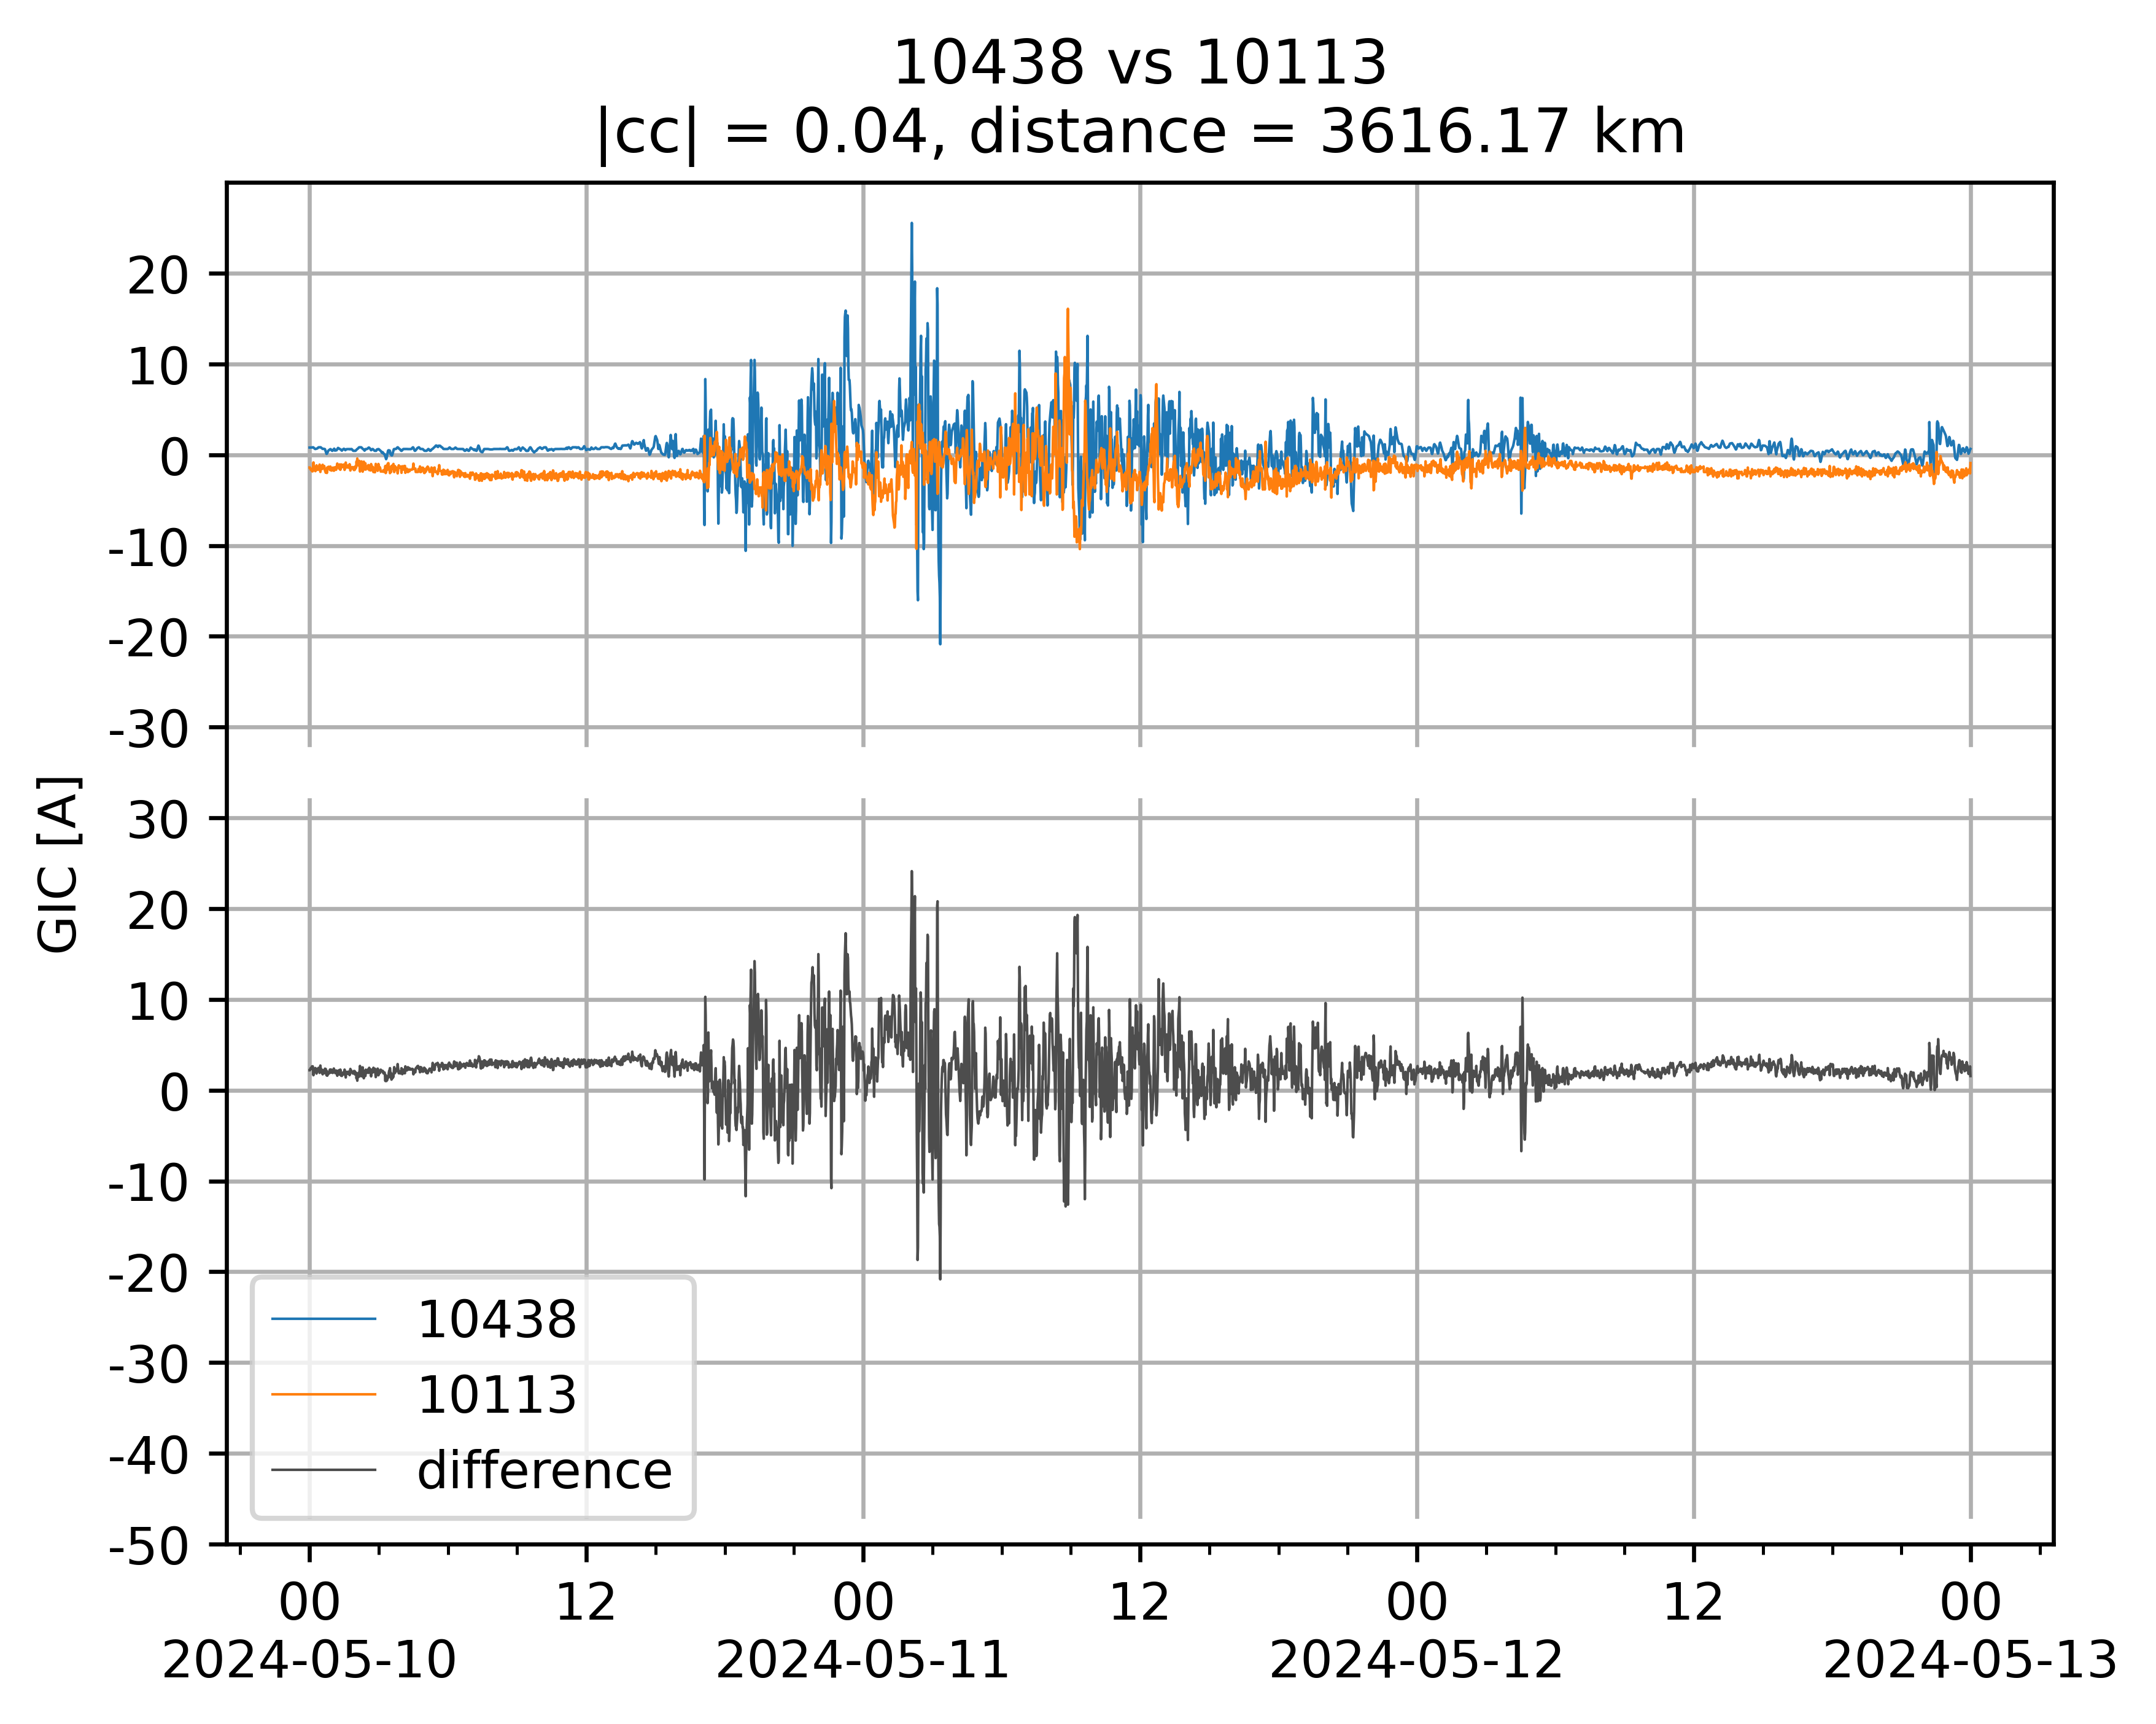 10438 vs 10113
|cc| = 0.04, distance = 3616.17 km
GIC [A]
20
10
0
-10
-20
-30
30
20
10
0
-10
-20
-30
-40
-50
10438
10113
difference
00 12 00 12 00 12 00
2024-05-10 2024-05-11 2024-05-12 2024-05-13